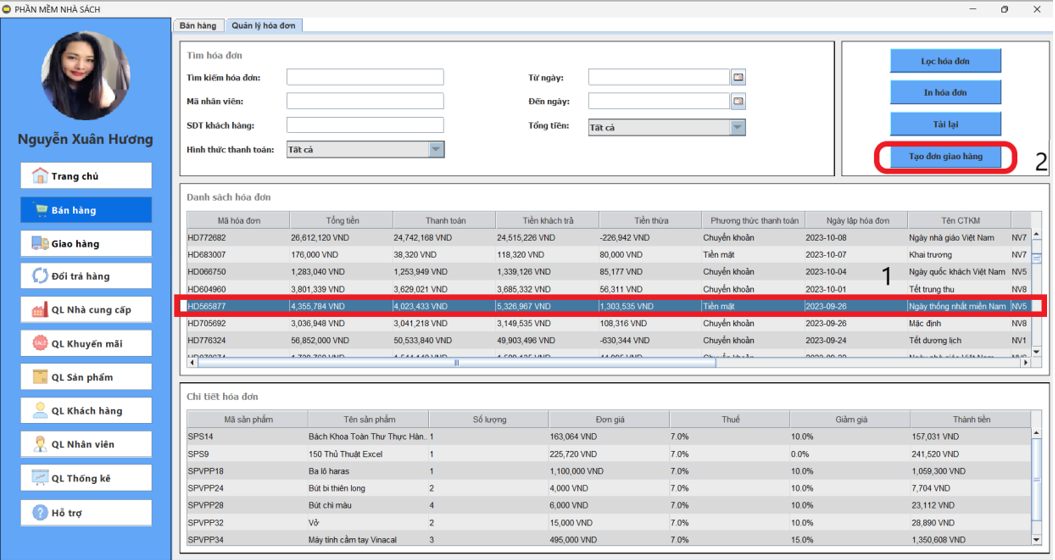 PHẦN MỀM NHÀ SÁCH
Bán hàng Quản lý hóa đơn
Nguyễn Xuân Hương
Trang chủ
Bán hàng
Giao hàng
Đổi trả hàng
QL Nhà cung cấp
QL Khuyến mãi
QL Sản phẩm
QL Khách hàng
QL Nhân viên
QL Thống kê
Hỗ trợ
Tìm hóa đơn
Tìm kiếm hóa đơn: Từ ngày:
Mã nhân viên: Đến ngày:
SDT khách hàng: Tổng tiền: Tất cả
Hình thức thanh toán: Tất cả
Lọc hóa đơn
In hóa đơn
Tải lại
Tạo đơn giao hàng 2
Danh sách hóa đơn
Mã hóa đơn Tổng tiền Thanh toán Tiền khách trả Tiền thừa Phương thức thanh toán Ngày lập hóa đơn Tên CTKM
HD772682 26,612,120 VND 24,742,168 VND 24,515,226 VND -226,942 VND Chuyển khoản 2023-10-08 Ngày nhà giáo Việt Nam NV7
HD683007 176,000 VND 38,320 VND 118,320 VND 80,000 VND Tiền mặt 2023-10-07 Khai trương NV7
HD066750 1,283,040 VND 1,253,949 VND 1,339,126 VND 85,177 VND Chuyển khoản 2023-10-04 Ngày quốc khách Việt Nam NV5
1
HD604960 3,801,339 VND 3,629,021 VND 3,685,332 VND 56,311 VND Chuyển khoản 2023-10-01 Tết trung thu NV8
HD565877 4,355,784 VND 4,023,433 VND 5,326,967 VND 1,303,535 VND Tiền mặt 2023-09-26 Ngày thống nhất miền Nam NV5
HD705692 3,036,948 VND 3,041,218 VND 3,149,535 VND 108,316 VND Chuyển khoản 2023-09-26 Mặc định NV8
HD776324 56,852,000 VND 50,533,840 VND 49,903,496 VND -630,344 VND Chuyển khoản 2023-09-24 Tết dương lịch NV1
Chi tiết hóa đơn
Mã sản phẩm Tên sản phẩm Số lượng Đơn giá Thuế Giảm giá Thành tiền
SPS14 Bách Khoa Toàn Thư Thực Hàn... 1 163,064 VND 7.0% 10.0% 157,031 VND
SPS9 150 Thủ Thuật Excel 1 225,720 VND 7.0% 0.0% 241,520 VND
SPVPP18 Ba lô haras 1 1,100,000 VND 7.0% 10.0% 1,059,300 VND
SPVPP24 Bút bi thiên long 2 4,000 VND 7.0% 10.0% 7,704 VND
SPVPP28 Bút chì màu 4 6,000 VND 7.0% 10.0% 23,112 VND
SPVPP32 Vở 2 15,000 VND 7.0% 10.0% 28,890 VND
SPVPP34 Máy tính cầm tay Vinacal 3 495,000 VND 7.0% 15.0% 1,350,608 VND